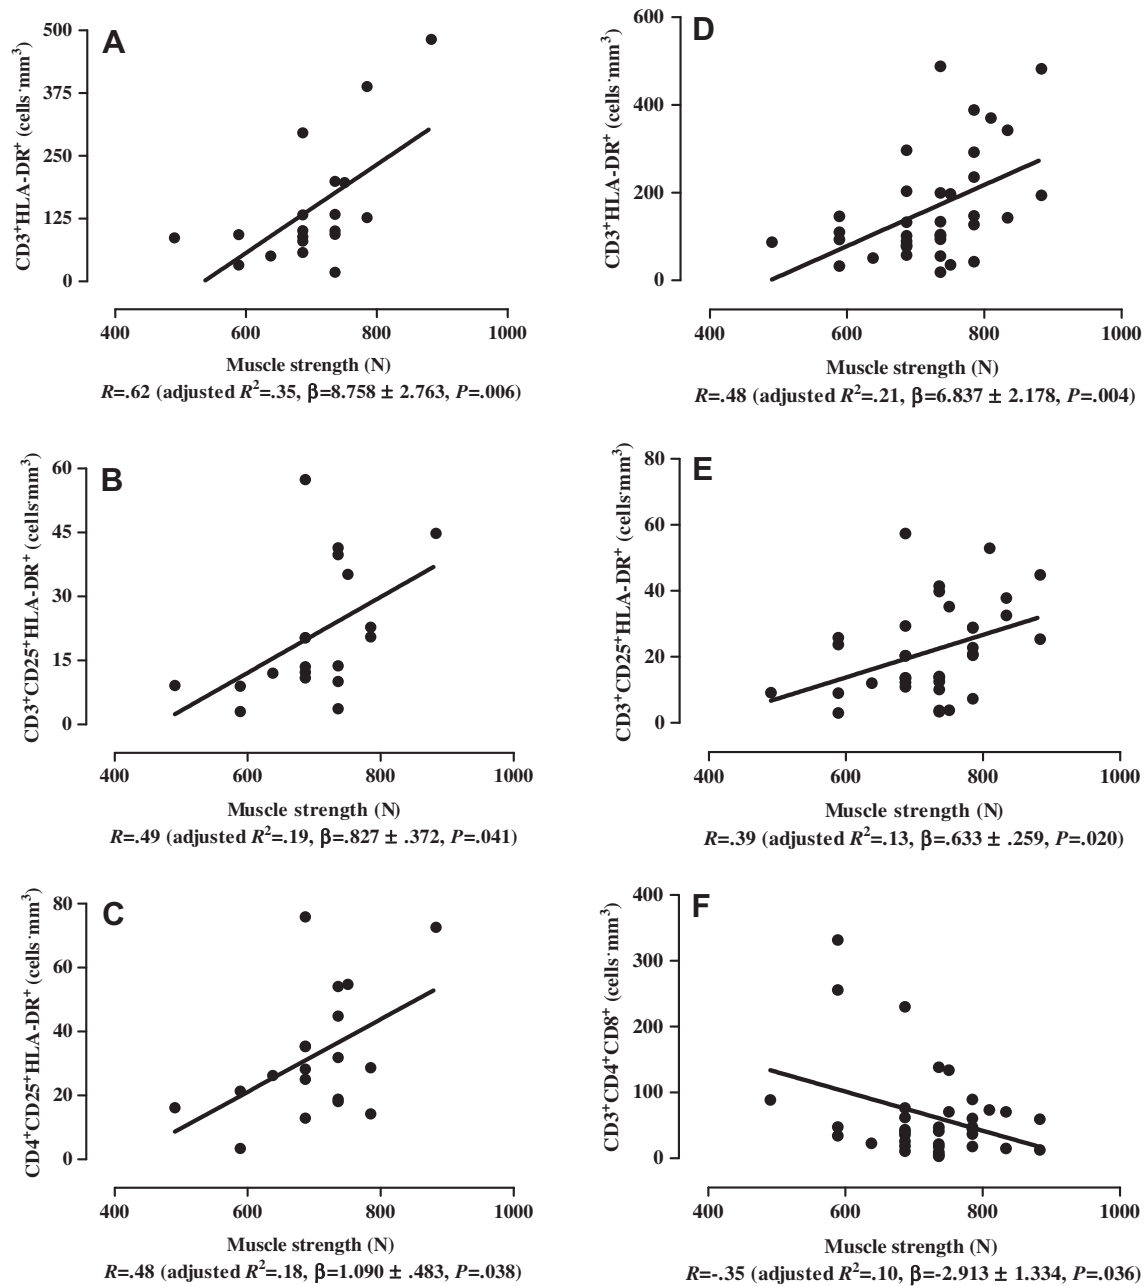 A
CD3+HLA-DR+ (cells·mm3)
500
375
250
125
0
400 600 800 1000
Muscle strength (N)
R=.62 (adjusted R2=.35, β=8.758 ± 2.763, P=.006)
D
CD3+HLA-DR+ (cells·mm3)
600
400
200
0
400 600 800 1000
Muscle strength (N)
R=.48 (adjusted R2=.21, β=6.837 ± 2.178, P=.004)
B
CD3+CD25+HLA-DR+ (cells·mm3)
60
45
30
15
0
400 600 800 1000
Muscle strength (N)
R=.49 (adjusted R2=.19, β=.827 ± .372, P=.041)
E
CD3+CD25+HLA-DR+ (cells·mm3)
80
60
40
20
0
400 600 800 1000
Muscle strength (N)
R=.39 (adjusted R2=.13, β=.633 ± .259, P=.020)
C
CD4+CD25+HLA-DR+ (cells·mm3)
80
60
40
20
0
400 600 800 1000
Muscle strength (N)
R=.48 (adjusted R2=.18, β=1.090 ± .483, P=.038)
F
CD3+CD4+CD8+ (cells·mm3)
400
300
200
100
0
400 600 800 1000
Muscle strength (N)
R=-.35 (adjusted R2=.10, β=-2.913 ± 1.334, P=.036)